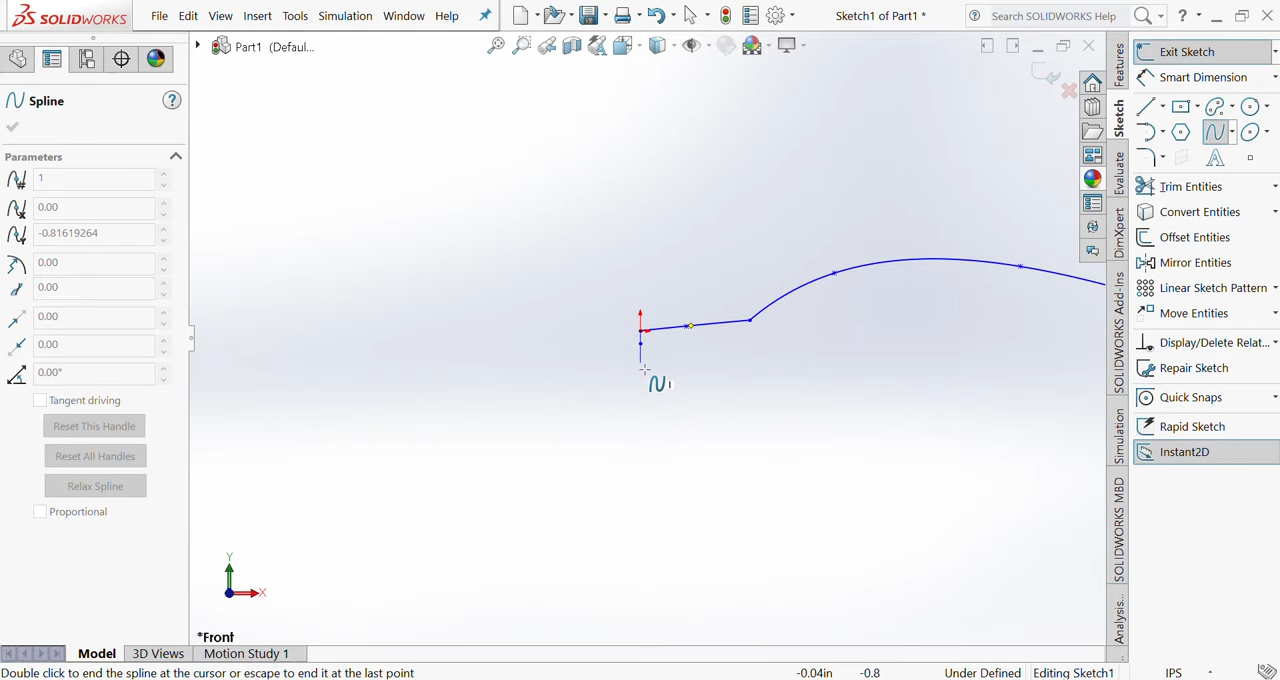 SOLIDWORKS
File Edit View Insert Tools Simulation Window Help
Sketch1 of Part1 *
Search SOLIDWORKS Help
Part1 (Defaul...
Spline
Parameters
1
0.00
-0.81619264
0.00
0.00
0.00
0.00
0.00°
Tangent driving
Reset This Handle
Reset All Handles
Relax Spline
Proportional
Y
X
*Front
Features
Sketch
Evaluate
DimXpert
SOLIDWORKS Add-Ins
Simulation
SOLIDWORKS MBD
Analysis...
Exit Sketch
Smart Dimension
Trim Entities
Convert Entities
Offset Entities
Mirror Entities
Linear Sketch Pattern
Move Entities
Display/Delete Relat...
Repair Sketch
Quick Snaps
Rapid Sketch
Instant2D
Model 3D Views Motion Study 1
Double click to end the spline at the cursor or escape to end it at the last point
-0.04in -0.8 Under Defined Editing Sketch1 IPS